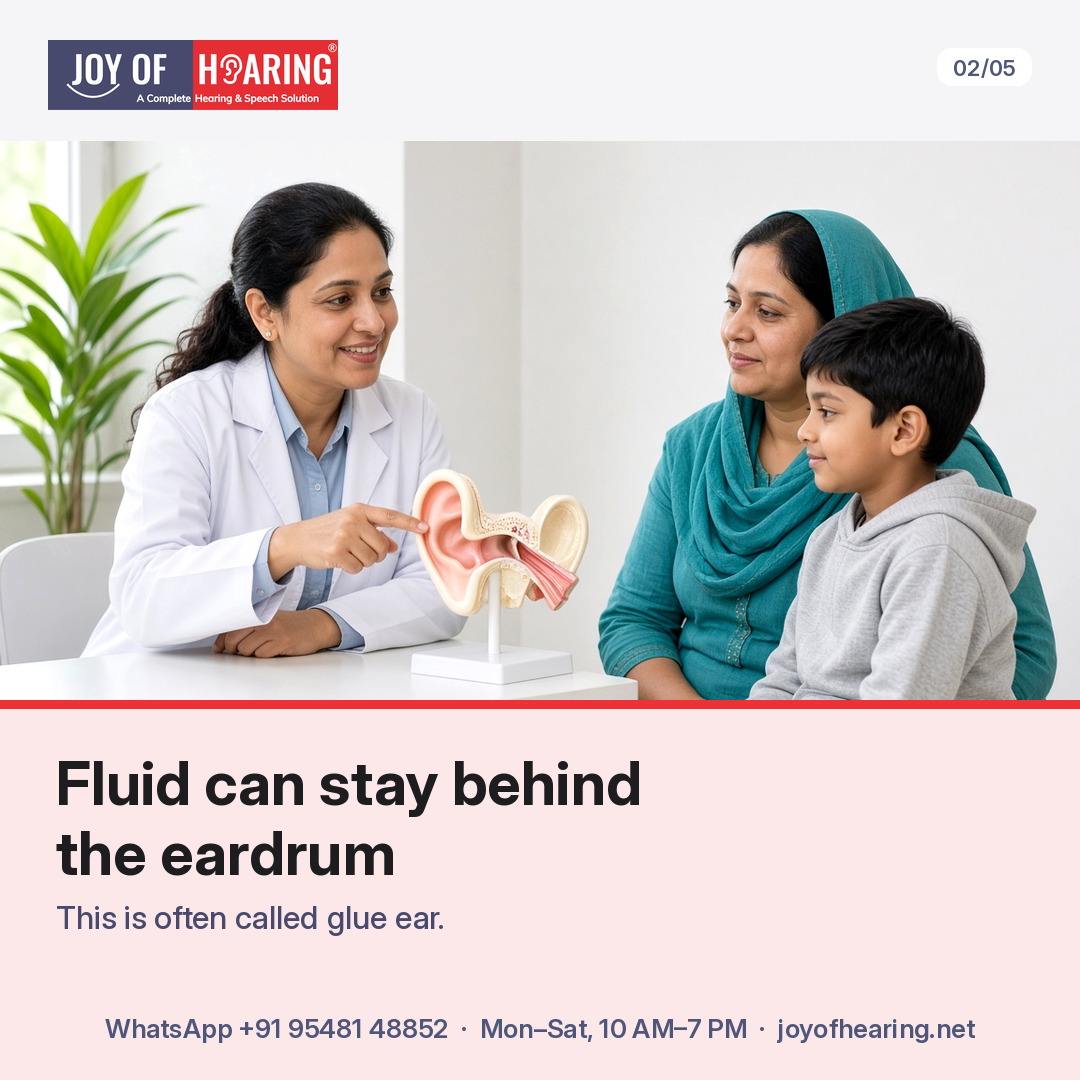 JOY OF HEARING®
A Complete Hearing & Speech Solution
02/05
Fluid can stay behind
the eardrum
This is often called glue ear.
WhatsApp +91 95481 48852 · Mon–Sat, 10 AM–7 PM · joyofhearing.net